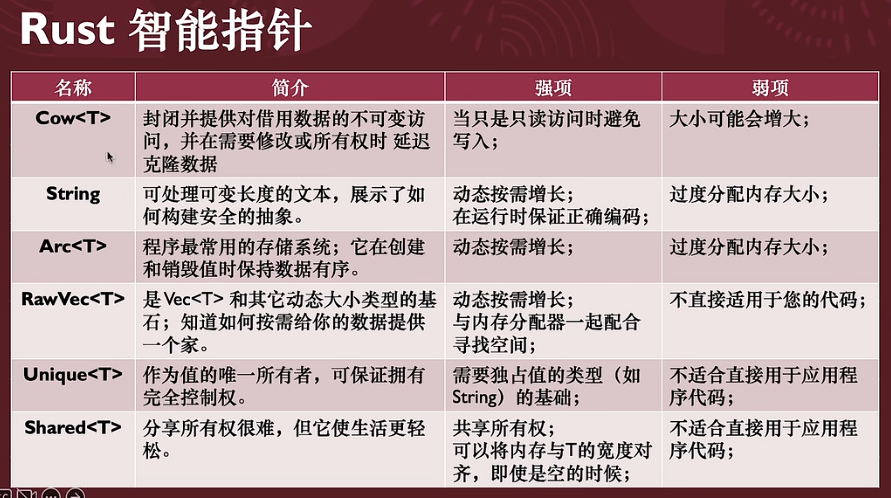 Rust 智能指针
名称 简介 强项 弱项
Cow<T> 封闭并提供对借用数据的不可变访 当只是只读访问时避免 大小可能会增大;
问，并在需要修改或所有权时 延迟 写入;
克隆数据
String 可处理可变长度的文本，展示了如 动态按需增长; 过度分配内存大小;
何构建安全的抽象。 在运行时保证正确编码;
Arc<T> 程序最常用的存储系统；它在创建 动态按需增长; 过度分配内存大小;
和销毁值时保持数据有序。
RawVec<T> 是 Vec<T> 和其它动态大小类型的基 动态按需增长; 不直接适用于您的代码;
石；知道如何按需给你的数据提供 与内存分配器一起配合
一个家。 寻找空间;
Unique<T> 作为值的唯一所有者，可保证拥有 需要独占值的类型（如 不适合直接用于应用程
完全控制权。 String）的基础; 序代码;
Shared<T> 分享所有权很难，但它使生活更轻 共享所有权; 不适合直接用于应用程
松。 可以将内存与T的宽度对 序代码;
齐，即使是空的时候;